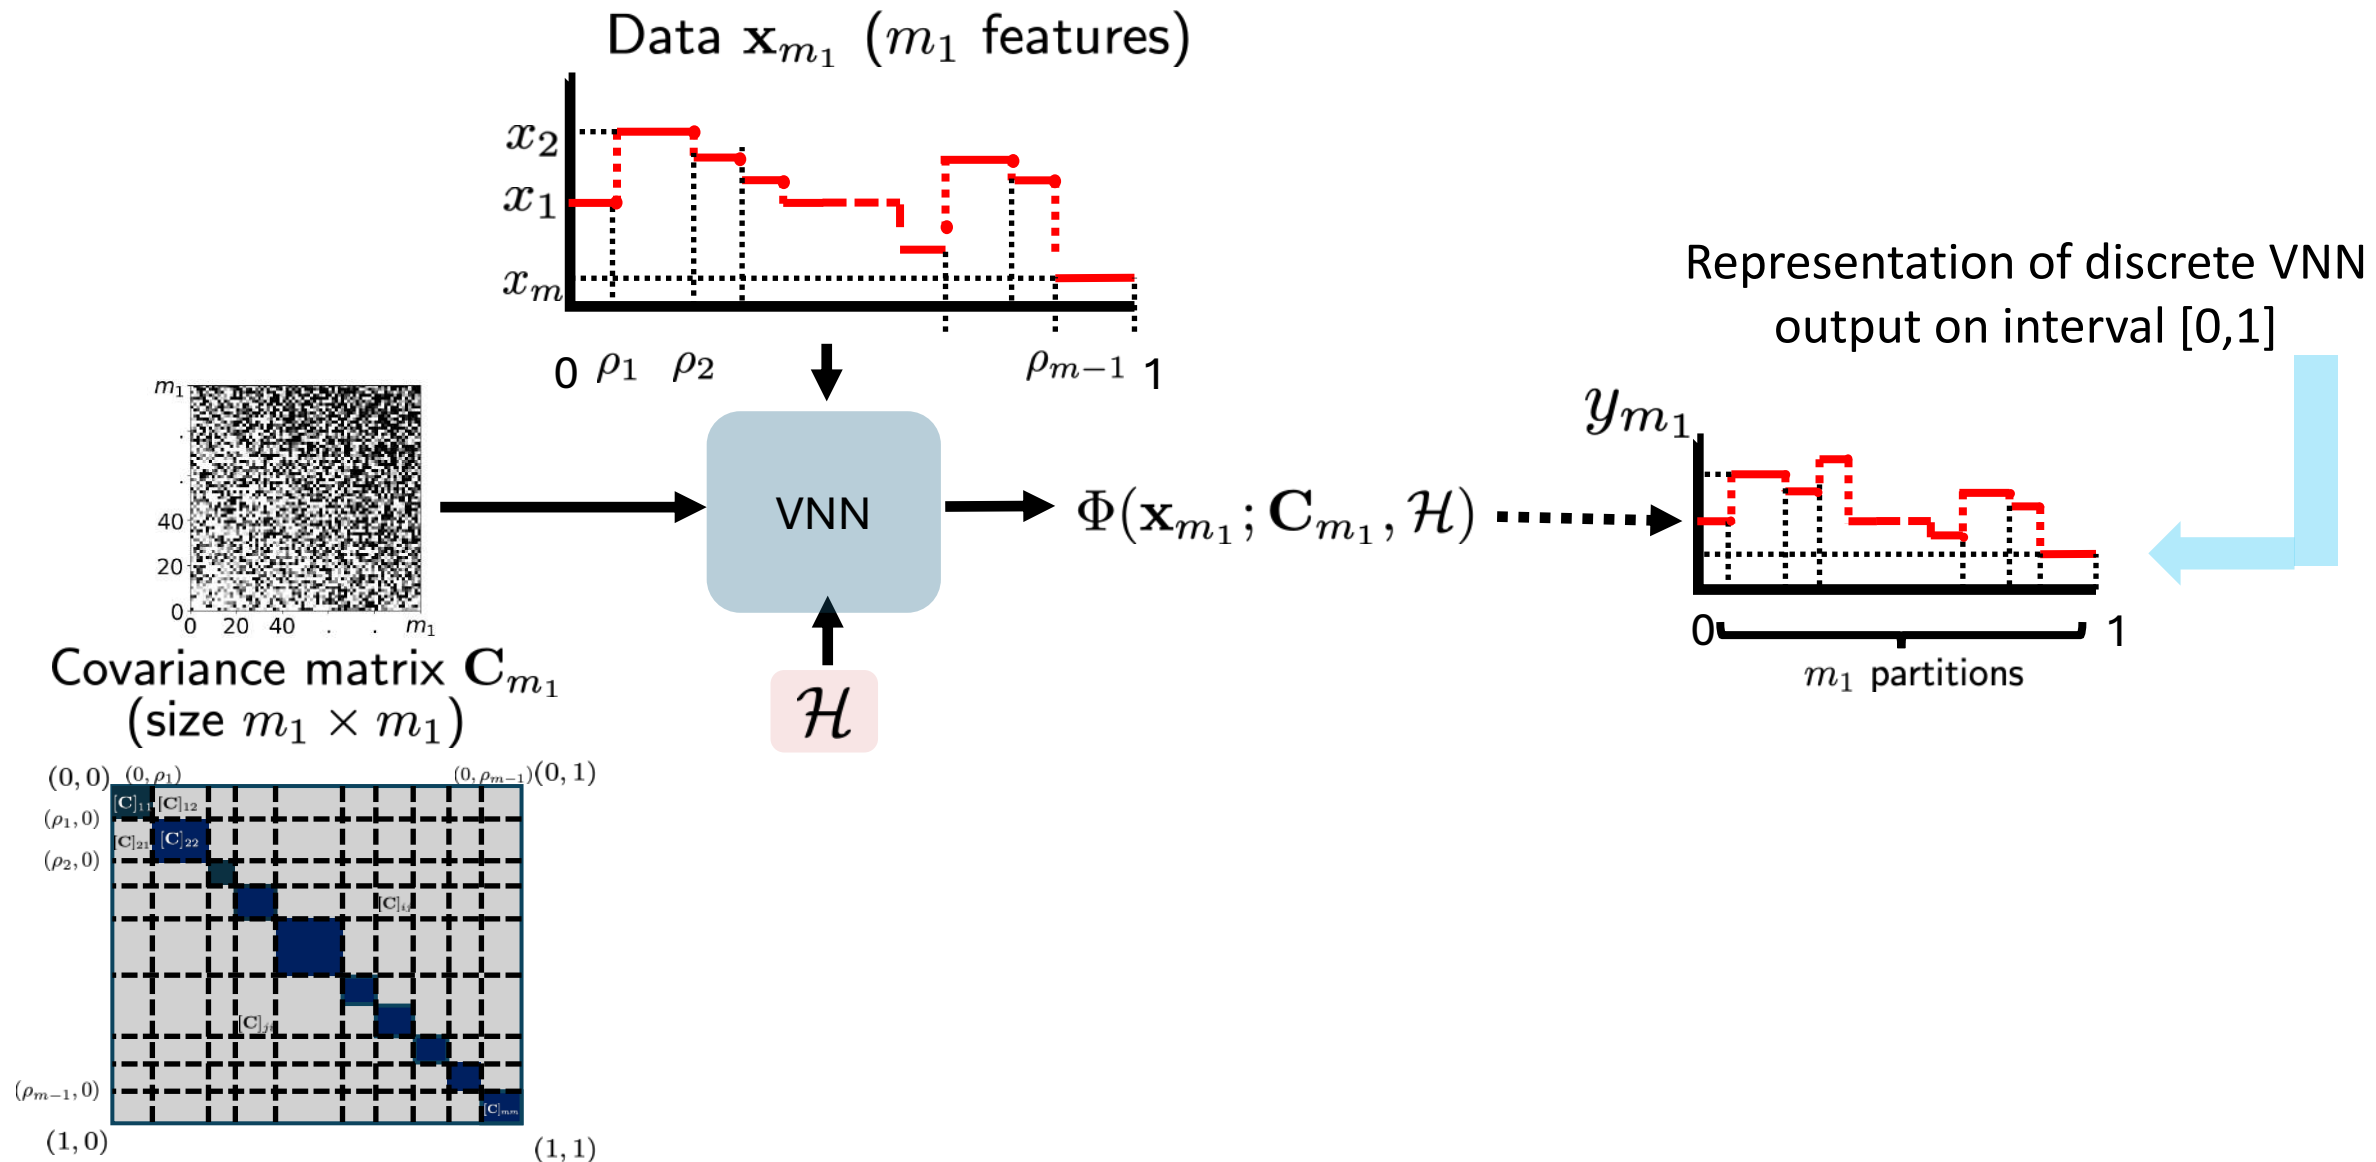 Data x_{m_1} (m_1 features)
x_2
x_1
x_m
0 ρ_1 ρ_2 ρ_{m−1} 1
Representation of discrete VNN
output on interval [0,1]
m_1
40
20
0
0 20 40 . . m_1
VNN
Φ(x_{m_1}; C_{m_1}, ℋ)
y_{m_1}
0 1
m_1 partitions
ℋ
Covariance matrix C_{m_1}
(size m_1 × m_1)
(0, 0) (0, ρ_1) (0, ρ_{m−1}) (0, 1)
[C]_{11} [C]_{12}
(ρ_1, 0)
[C]_{21} [C]_{22}
(ρ_2, 0)
[C]_{ij}
[C]_{ji}
(ρ_{m−1}, 0)
[C]_{mm}
(1, 0) (1, 1)